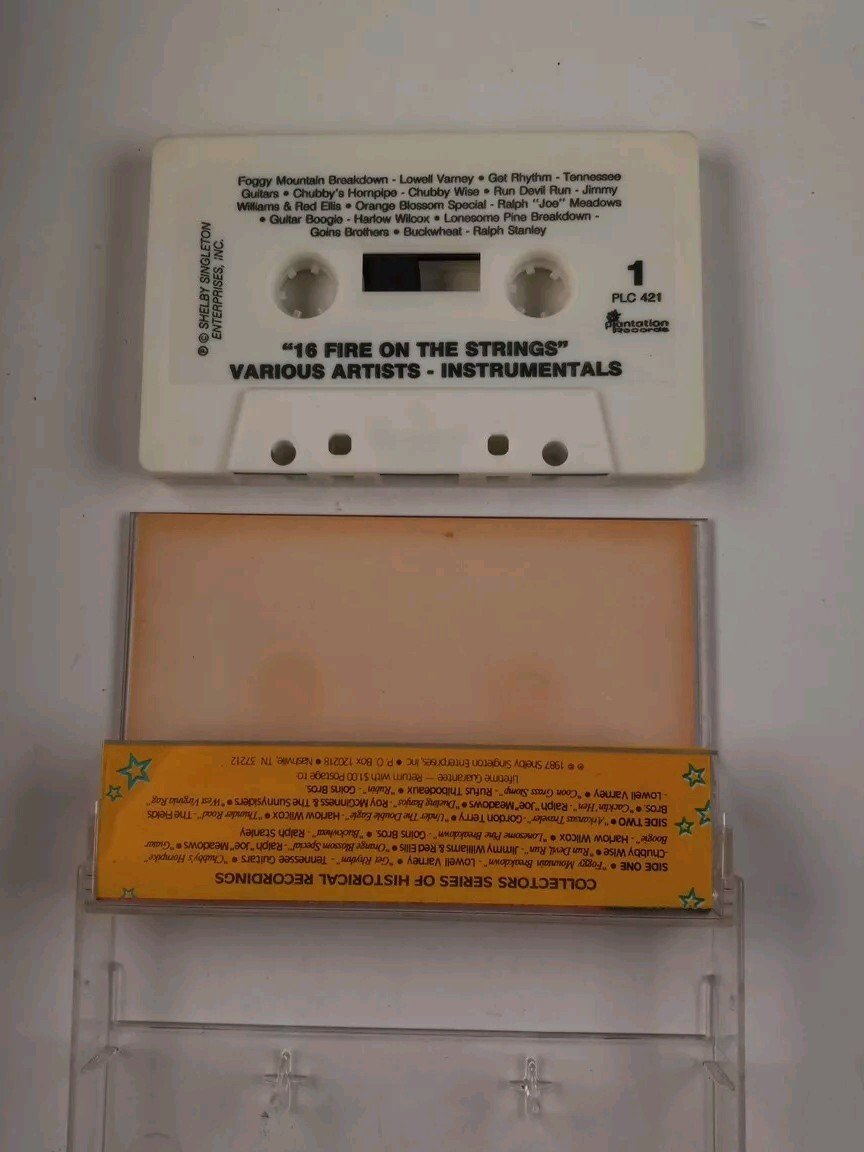 Foggy Mountain Breakdown - Lowell Varney • Get Rhythm - Tennessee
Guitars • Chubby's Hornpipe - Chubby Wise • Run Devil Run - Jimmy
Williams & Red Ellis • Orange Blossom Special - Ralph "Joe" Meadows
• Guitar Boogie - Harlow Wilcox • Lonesome Pine Breakdown -
Goins Brothers • Buckwheat - Ralph Stanley
℗ © SHELBY SINGLETON
ENTERPRISES, INC.
1
PLC 421
Plantation
Records
"16 FIRE ON THE STRINGS"
VARIOUS ARTISTS - INSTRUMENTALS
COLLECTORS SERIES OF HISTORICAL RECORDINGS
SIDE ONE • "Foggy Mountain Breakdown" - Lowell Varney • "Get Rhythm" - Tennessee Guitars • "Chubby's Hornpipe"
-Chubby Wise • "Run Devil Run" - Jimmy Williams & Red Ellis • "Orange Blossom Special" - Ralph "Joe" Meadows • "Guitar
Boogie" - Harlow Wilcox • "Lonesome Pine Breakdown" - Goins Bros. • "Buckwheat" - Ralph Stanley
SIDE TWO • "Arkansas Traveler" - Gordon Terry • "Under The Double Eagle" - Harlow Wilcox • "Thunder Road" - The Fields
Bros. • "Cacklin' Hen" - Ralph "Joe" Meadows • "Dueling Banjos" - Roy McGinniss & The Sunnysiders • "West Virginia Rag"
- Lowell Varney • "Coon Grass Stomp" - Rufus Thibodeaux • "Rubin" - Goins Bros.
Lifetime Guarantee — Return with $1.00 Postage to
℗ © 1987 Shelby Singleton Enterprises, Inc. • P. O. Box 120218 • Nashville, TN 37212